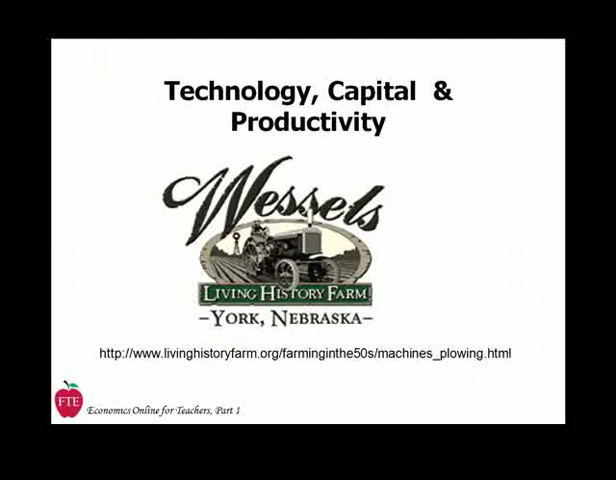 Technology, Capital &
Productivity
Wessels
LIVING HISTORY FARM
–YORK, NEBRASKA–
http://www.livinghistoryfarm.org/farminginthe50s/machines_plowing.html
FTE
Economics Online for Teachers, Part 1